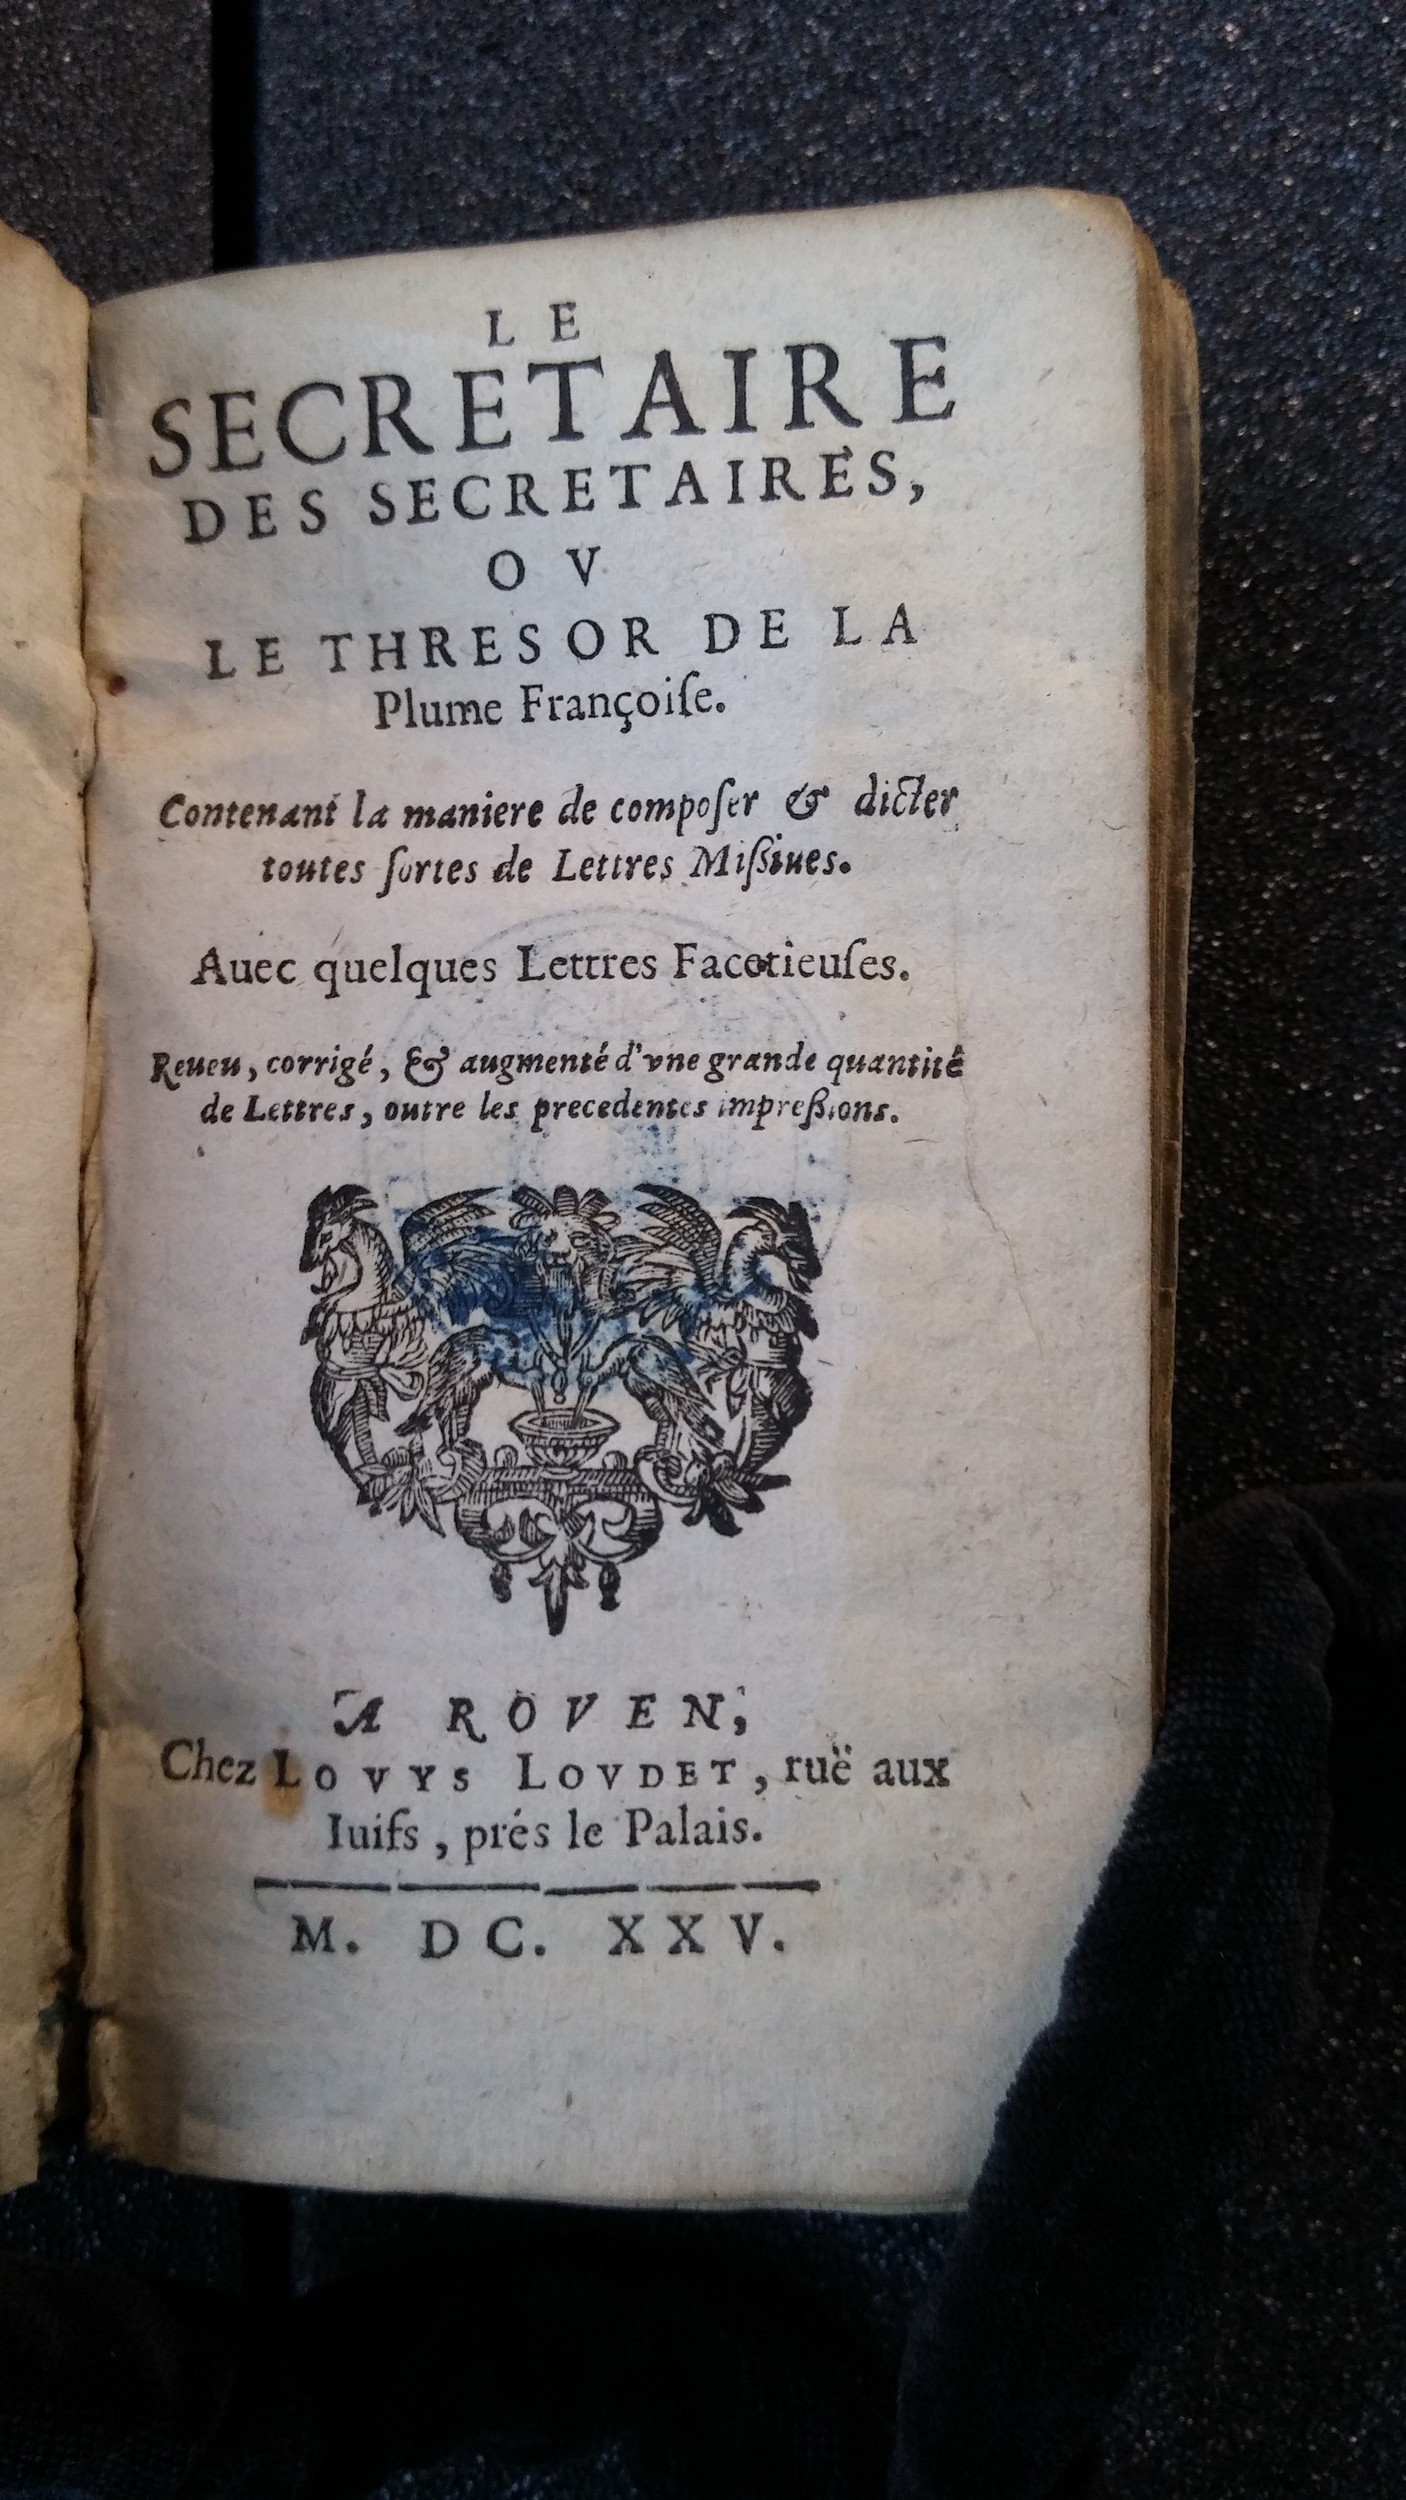 LE
SECRETAIRE
DES SECRETAIRES,
OV
LE THRESOR DE LA
Plume Françoiſe.
Contenant la maniere de compoſer & dicter
toutes ſortes de Lettres Miſsiues.
Auec quelques Lettres Facetieuſes.
Reueu, corrigé, & augmenté d'vne grande quantité
de Lettres, outre les precedentes impreſsions.
A ROVEN,
Chez LOVYS LOVDET, ruë aux
Iuifs, prés le Palais.
M. DC. XXV.